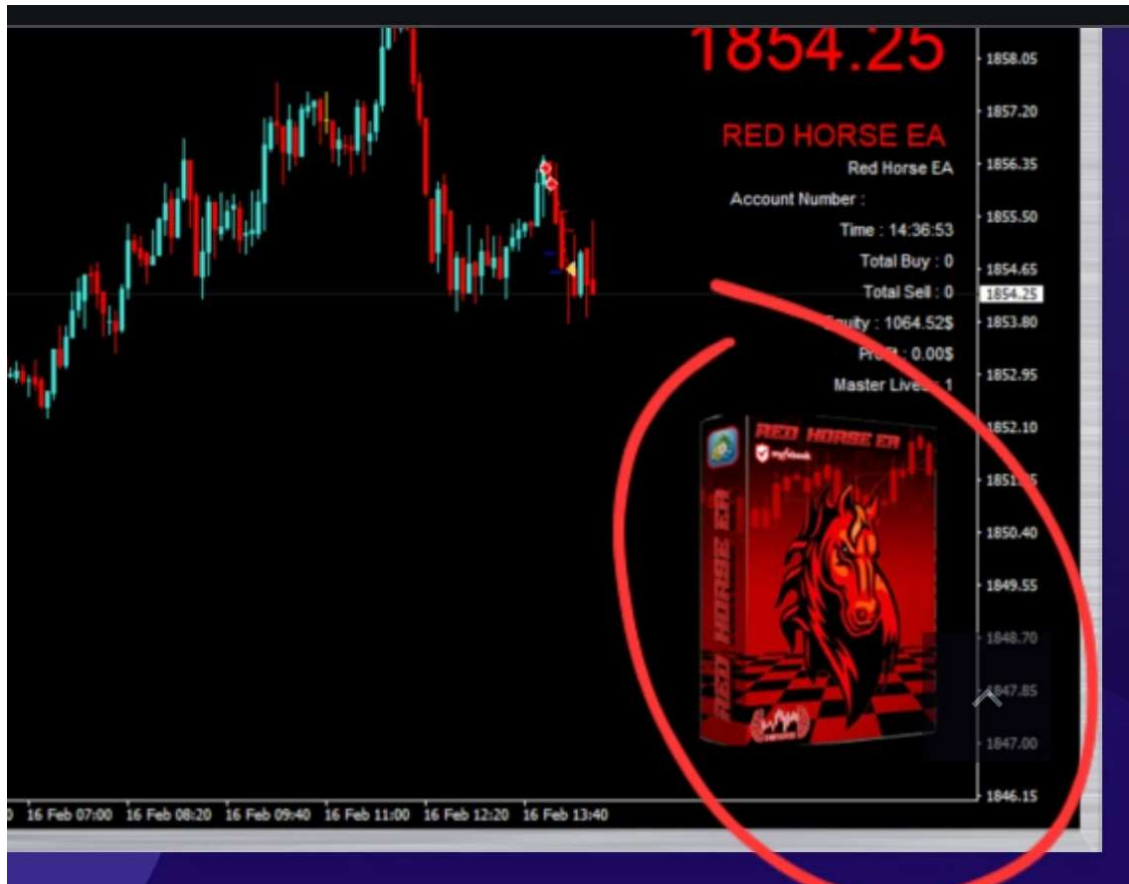 1854.25
1858.05
1857.20
RED HORSE EA
Red Horse EA
1856.35
Account Number :
1855.50
Time : 14:36:53
Total Buy : 0
1854.65
Total Sell : 0
1854.25
Equity : 1064.52$
1853.80
Profit : 0.00$
1852.95
Master Lives : 1
1852.10
RED HORSE EA
myfxbook
RED HORSE EA
1850.40
1849.55
1848.70
1847.85
1847.00
1846.15
16 Feb 07:00 16 Feb 08:20 16 Feb 09:40 16 Feb 11:00 16 Feb 12:20 16 Feb 13:40